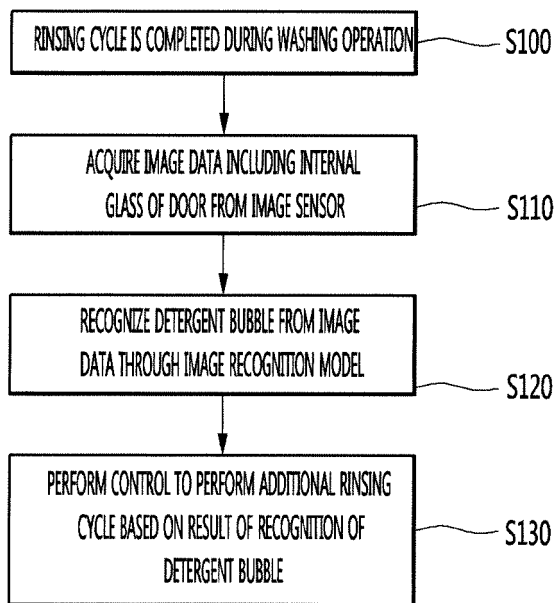 RINSING CYCLE IS COMPLETED DURING WASHING OPERATION
S100
ACQUIRE IMAGE DATA INCLUDING INTERNAL
GLASS OF DOOR FROM IMAGE SENSOR
S110
RECOGNIZE DETERGENT BUBBLE FROM IMAGE
DATA THROUGH IMAGE RECOGNITION MODEL
S120
PERFORM CONTROL TO PERFORM ADDITIONAL RINSING
CYCLE BASED ON RESULT OF RECOGNITION OF
DETERGENT BUBBLE
S130